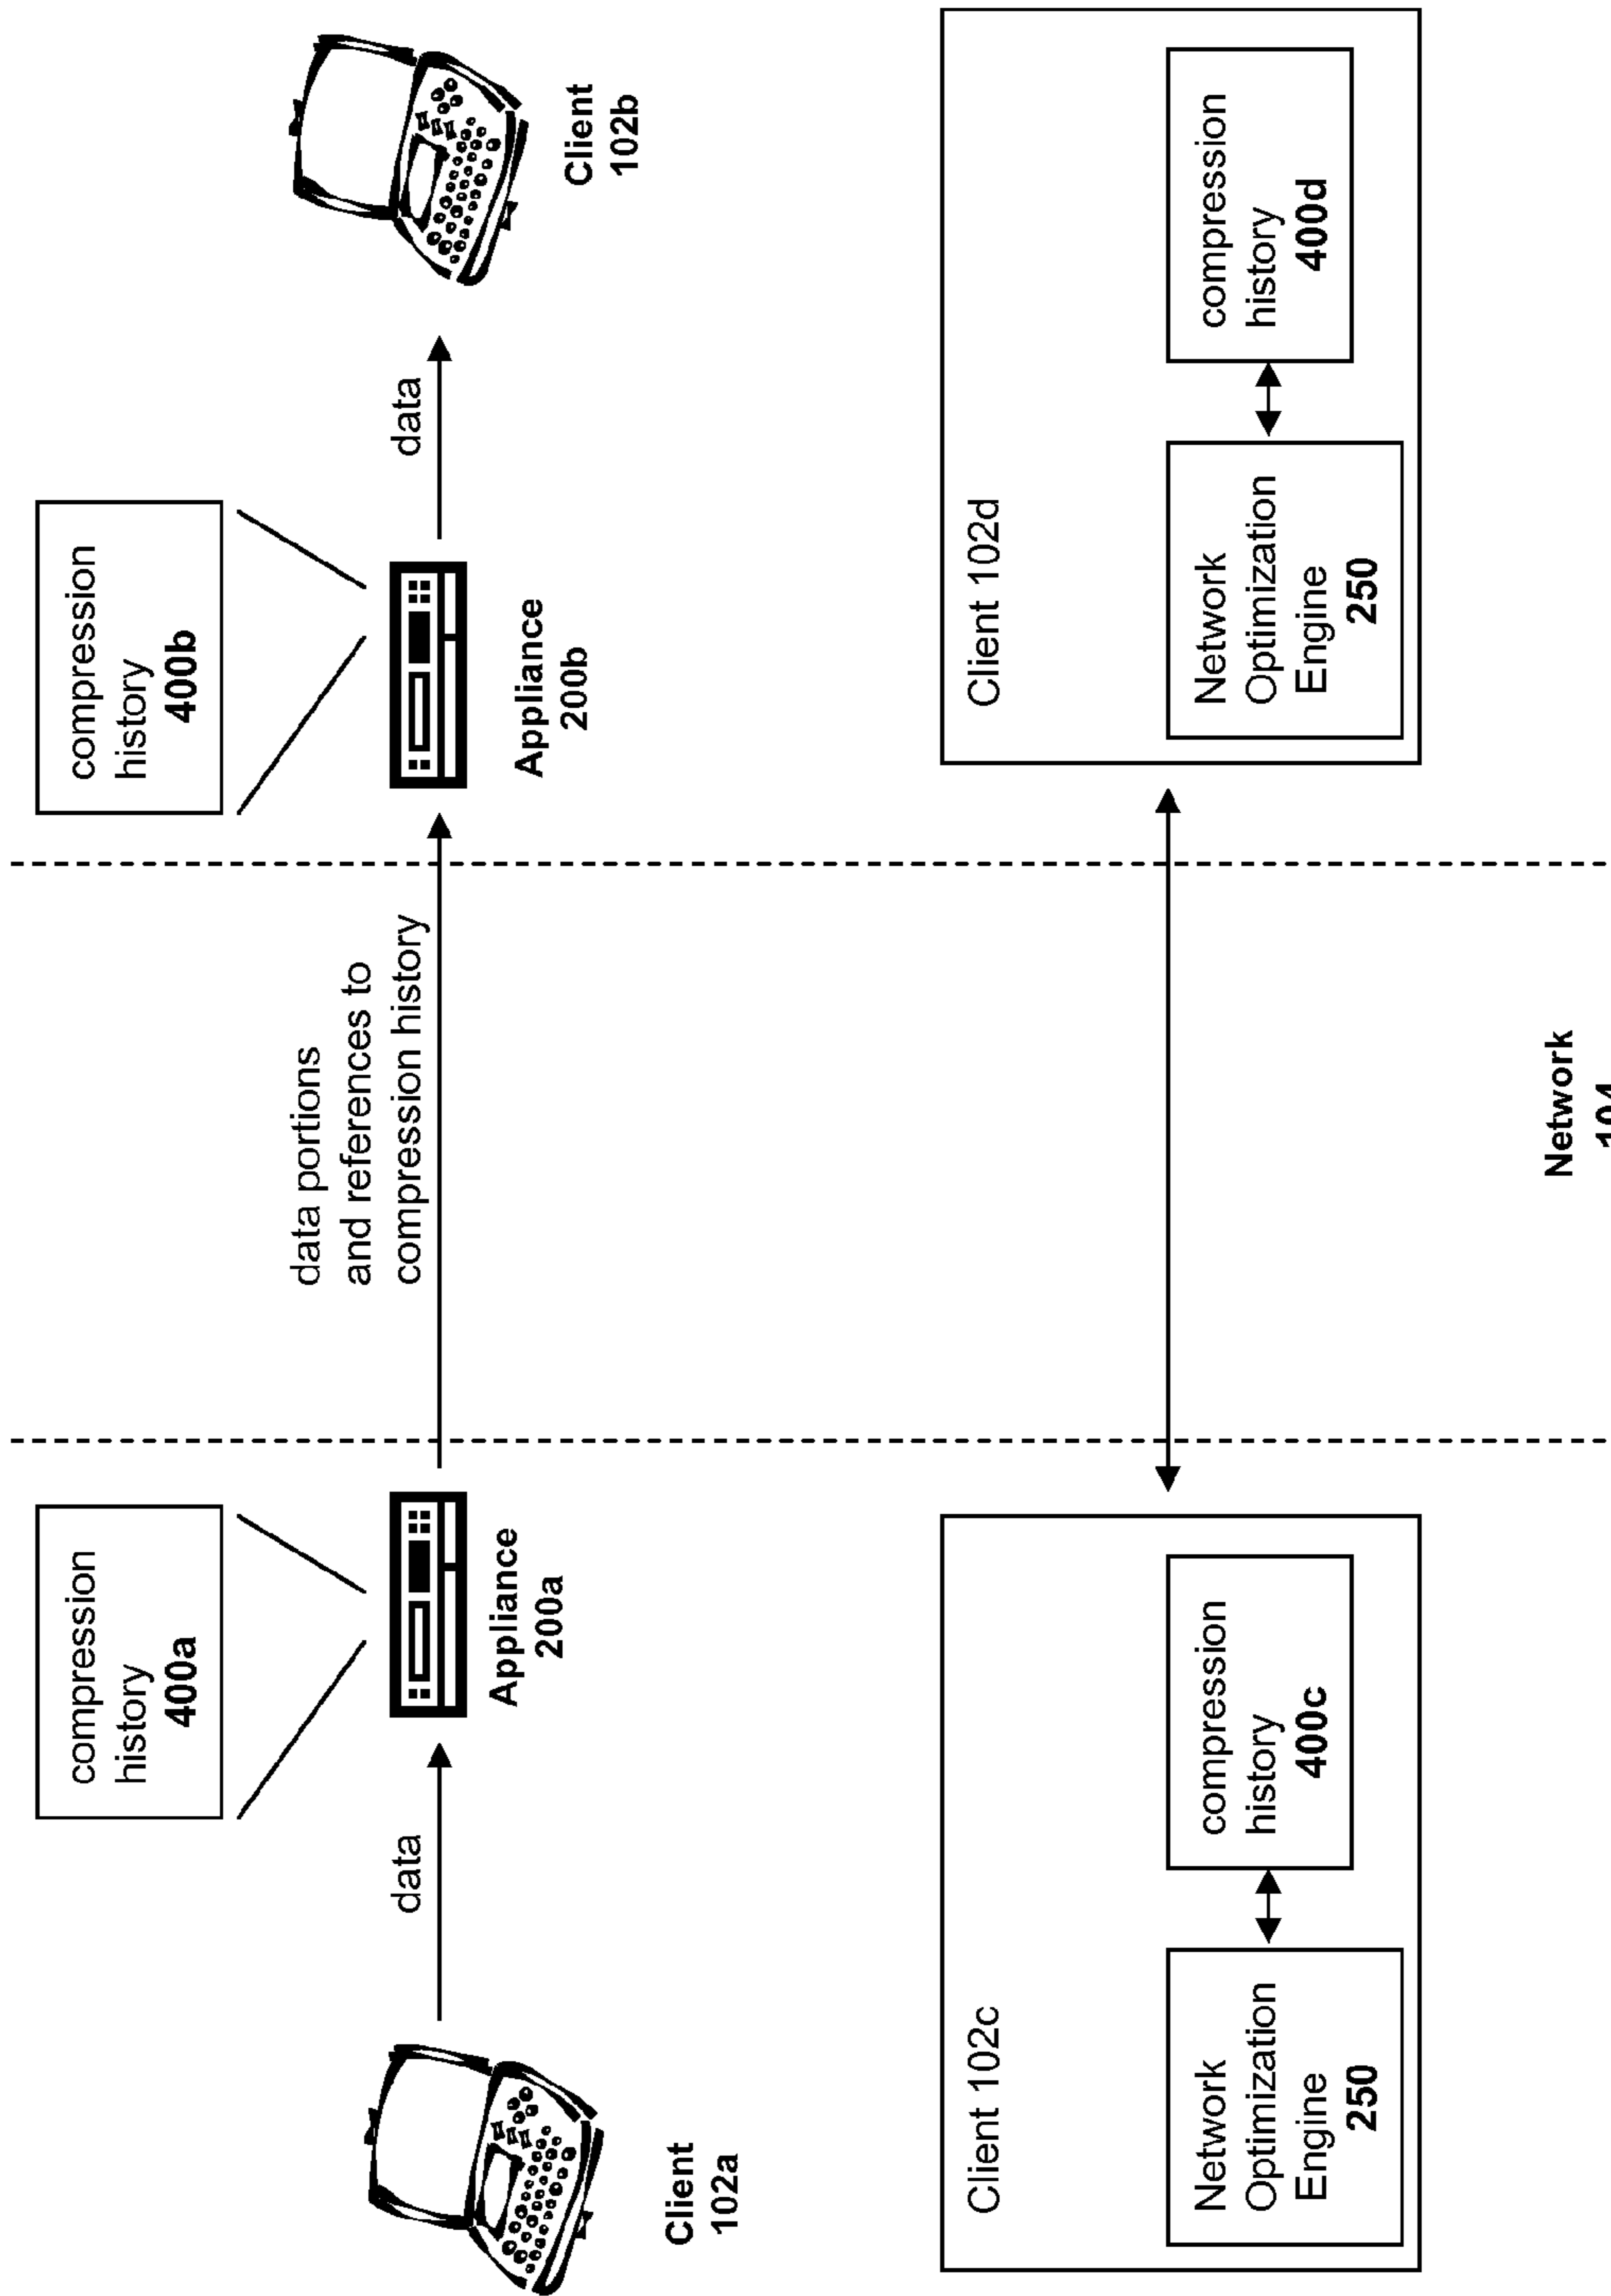 compression
history
400a
compression
history
400b
data
data portions
and references to
compression history
data
Appliance
200a
Appliance
200b
Client
102a
Client
102b
Client 102c
Network
Optimization
Engine
250
compression
history
400c
Client 102d
Network
Optimization
Engine
250
compression
history
400d
Network
104